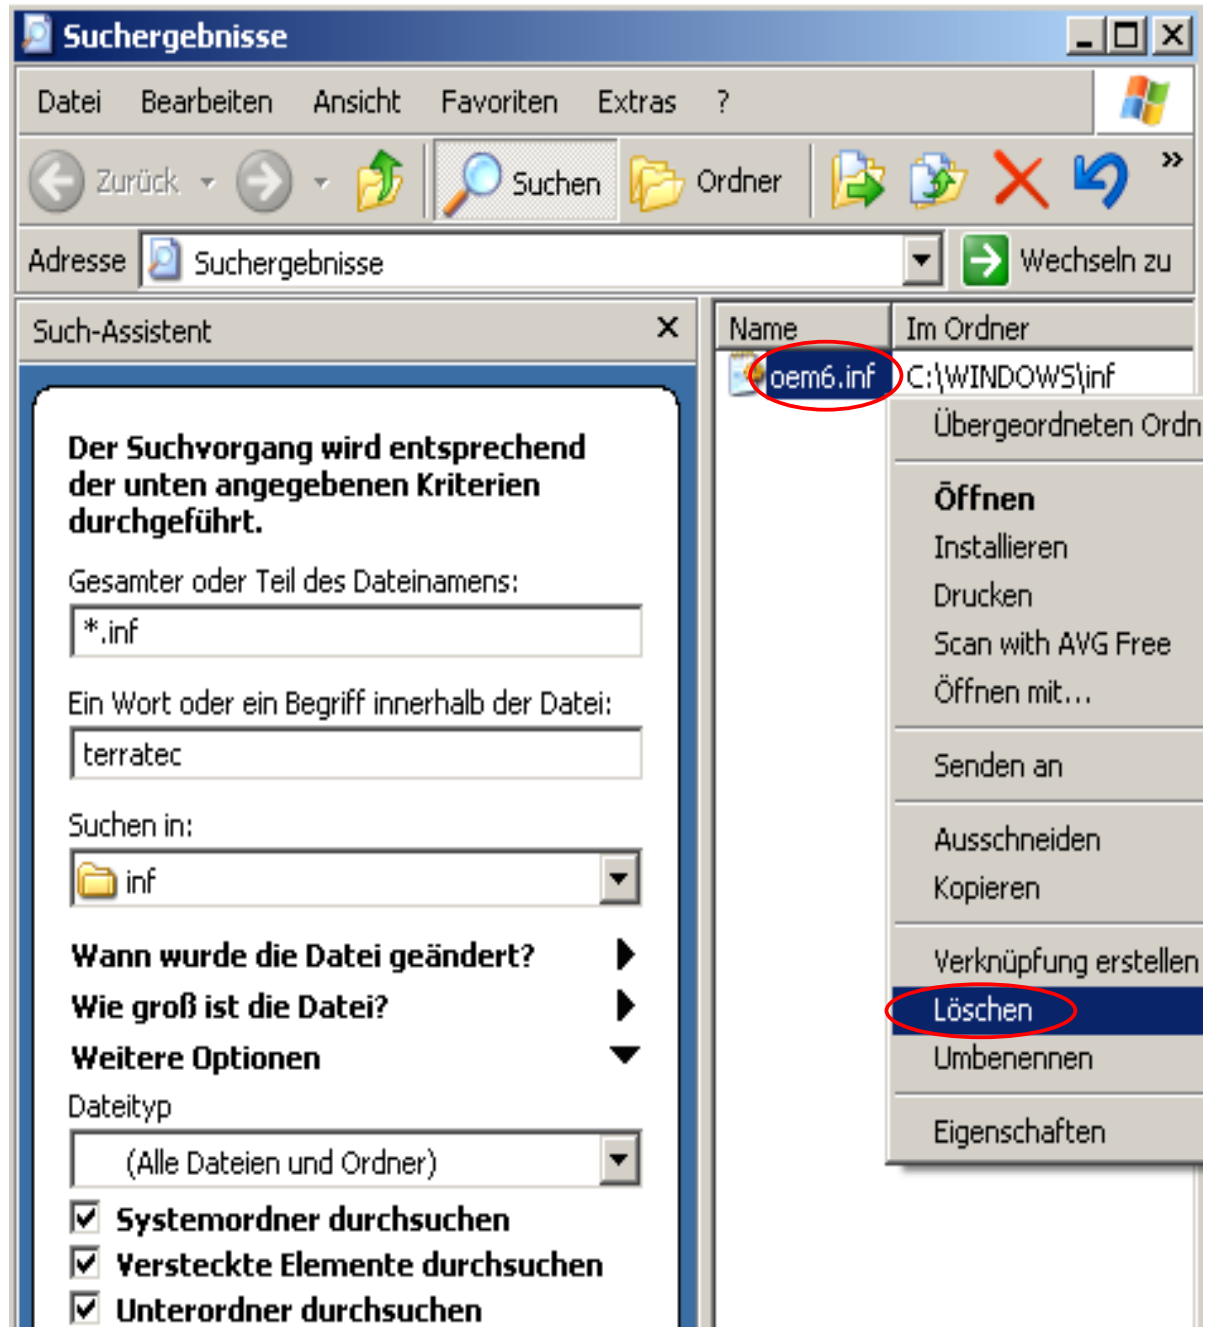 Suchergebnisse
Datei Bearbeiten Ansicht Favoriten Extras ?
Zurück Suchen Ordner »
Adresse Suchergebnisse Wechseln zu
Such-Assistent
Der Suchvorgang wird entsprechend
der unten angegebenen Kriterien
durchgeführt.
Gesamter oder Teil des Dateinamens:
*.inf
Ein Wort oder ein Begriff innerhalb der Datei:
terratec
Suchen in:
inf
Wann wurde die Datei geändert?
Wie groß ist die Datei?
Weitere Optionen
Dateityp
(Alle Dateien und Ordner)
Systemordner durchsuchen
Versteckte Elemente durchsuchen
Unterordner durchsuchen
Name Im Ordner
oem6.inf C:\WINDOWS\inf
Übergeordneten Ordn
Öffnen
Installieren
Drucken
Scan with AVG Free
Öffnen mit...
Senden an
Ausschneiden
Kopieren
Verknüpfung erstellen
Löschen
Umbenennen
Eigenschaften